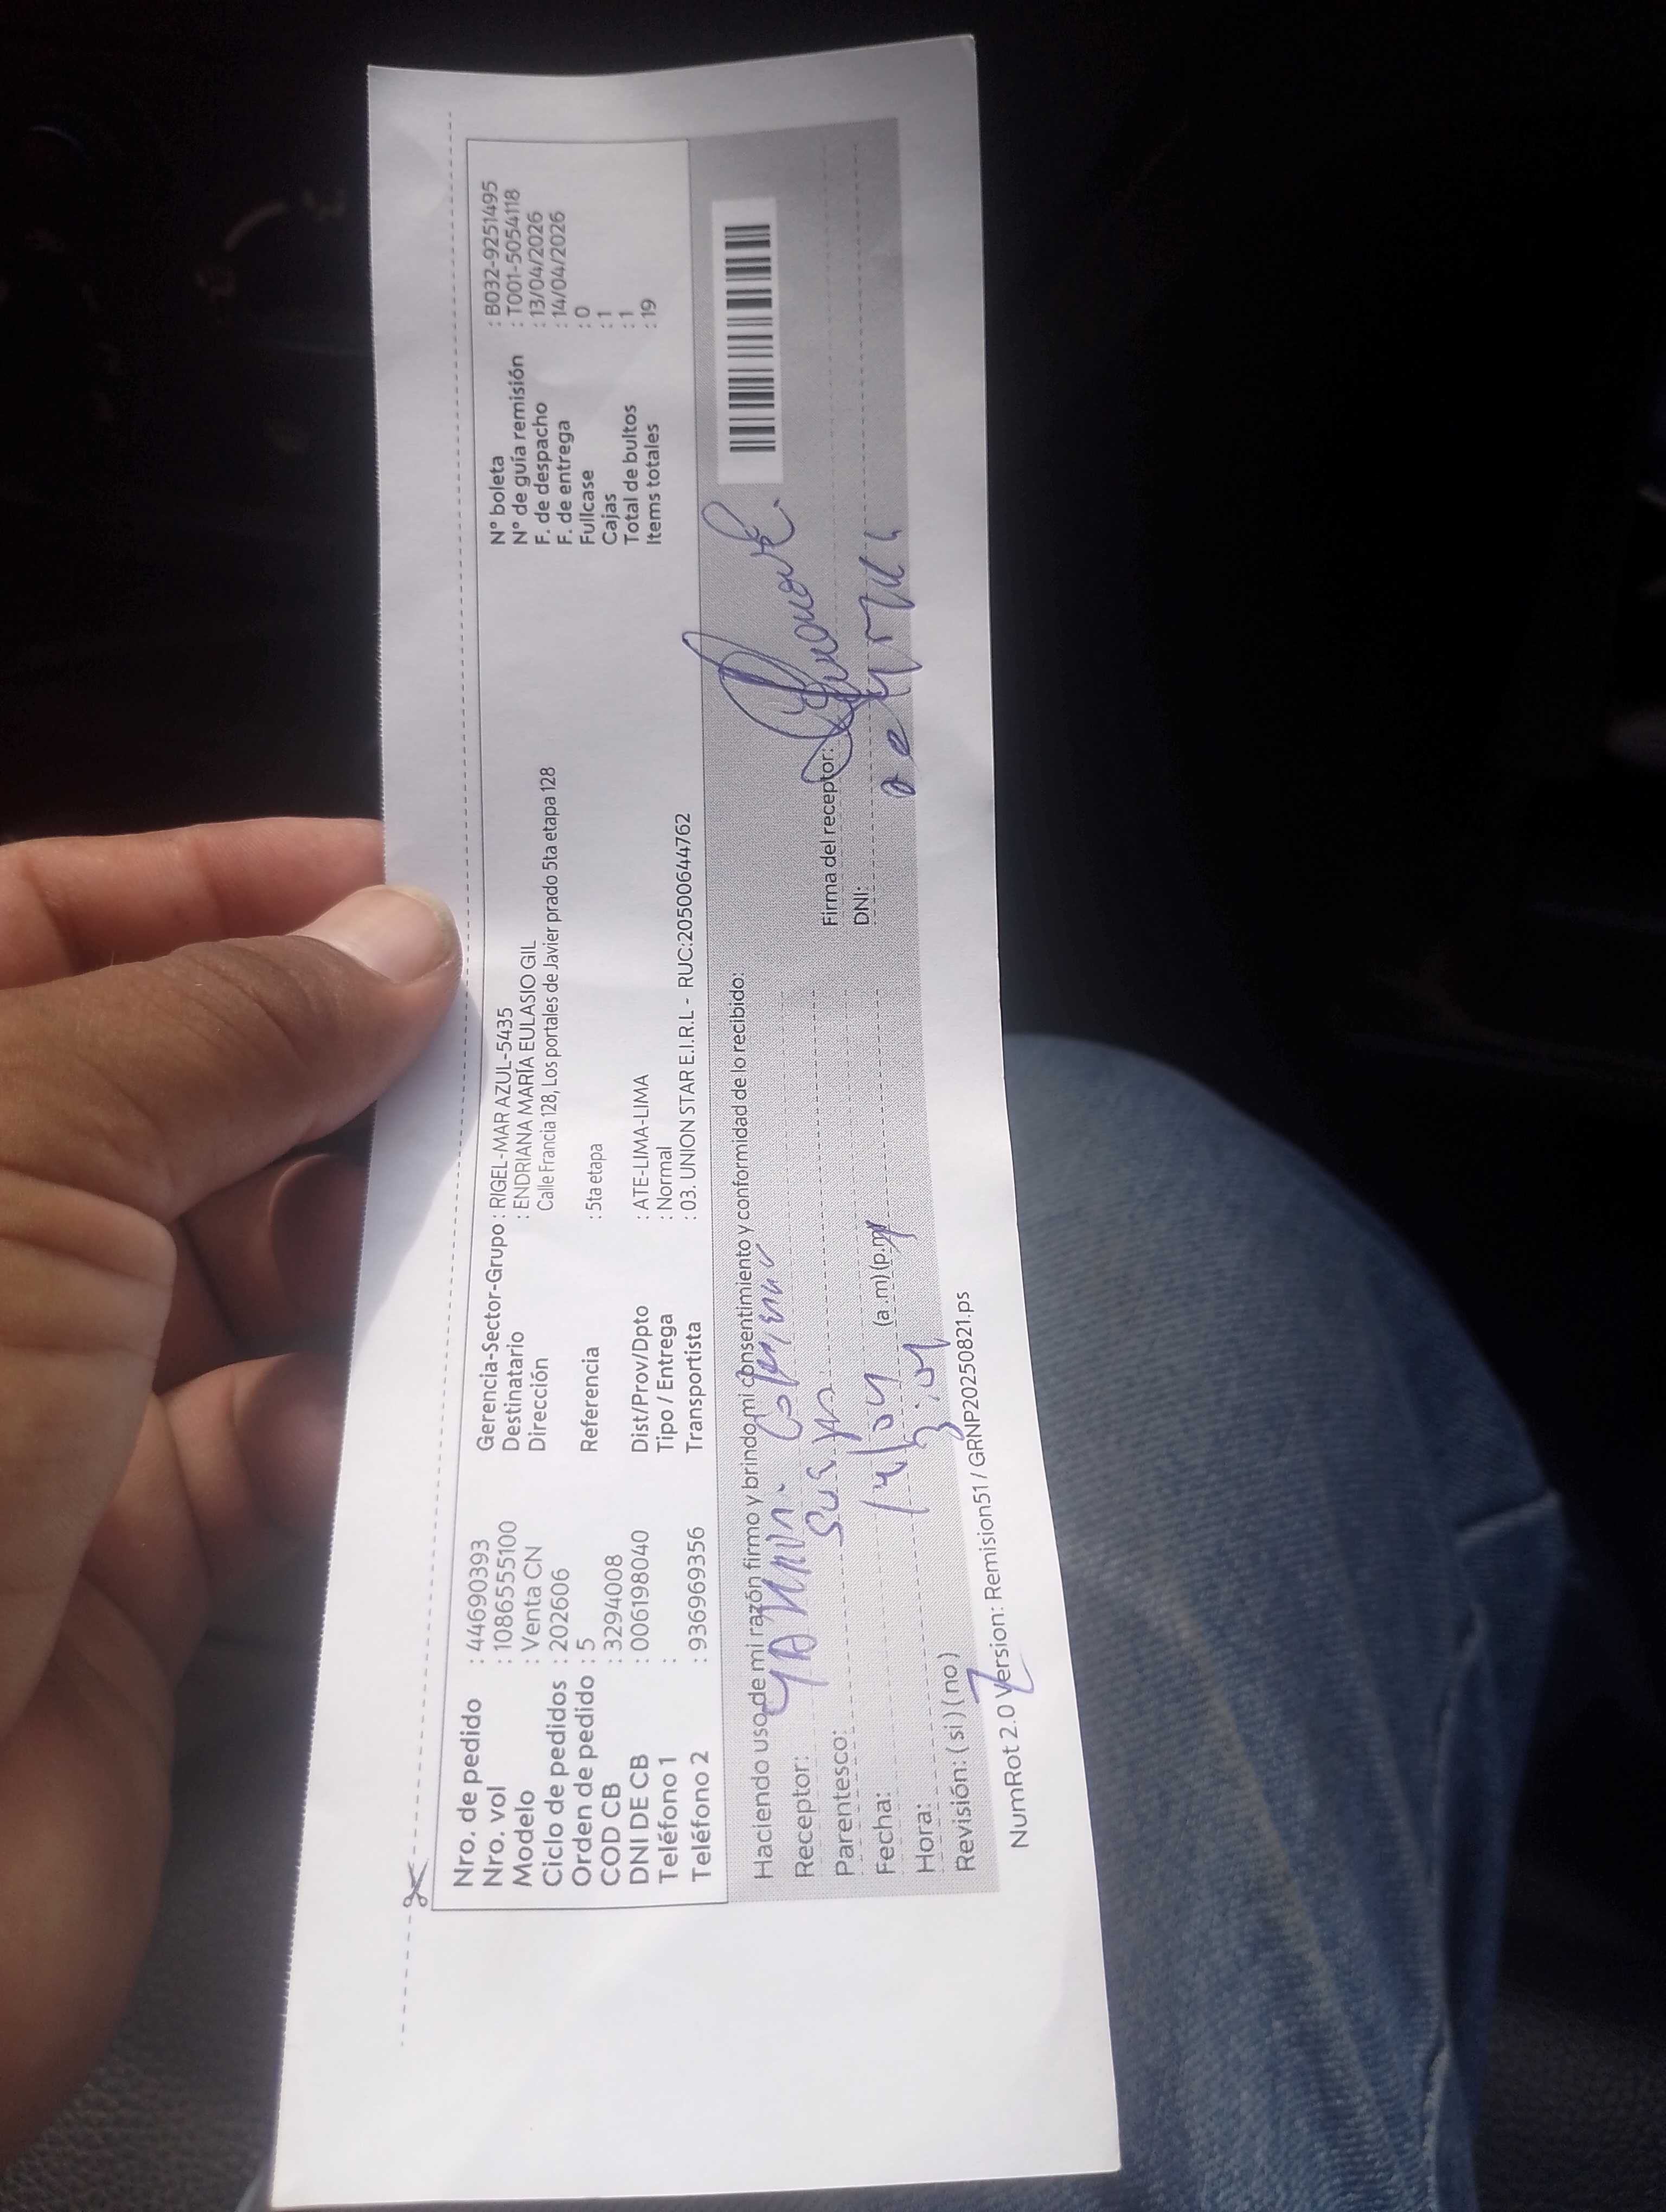 Nro. de pedido : 44690393
Nro. vol : 1086555100
Modelo : Venta CN
Ciclo de pedidos : 202606
Orden de pedido : 5
COD CB : 3294008
DNI DE CB : 006198040
Teléfono 1 :
Teléfono 2 : 936969356
Gerencia-Sector-Grupo : RIGEL-MAR AZUL-5435
Destinatario : ENDRIANA MARÍA EULASIO GIL
Dirección Calle Francia 128, Los portales de Javier prado 5ta etapa 128
Referencia : 5ta etapa
Dist/Prov/Dpto : ATE-LIMA-LIMA
Tipo / Entrega : Normal
Transportista : 03. UNION STAR E.I.R.L - RUC:20500644762
N° boleta : B032-9251495
N° de guía remisión : T001-5054118
F. de despacho : 13/04/2026
F. de entrega : 14/04/2026
Fullcase : 0
Cajas : 1
Total de bultos : 1
Items totales : 19
Haciendo uso de mi razón firmo y brindo mi consentimiento y conformidad de lo recibido:
Receptor:
Parentesco:
Fecha: 14/04
Hora: (a .m) (p.m)
Revisión: ( si ) ( no )
Firma del receptor:
DNI:
NumRot 2.0 Version: Remision51 / GRNP20250821.ps